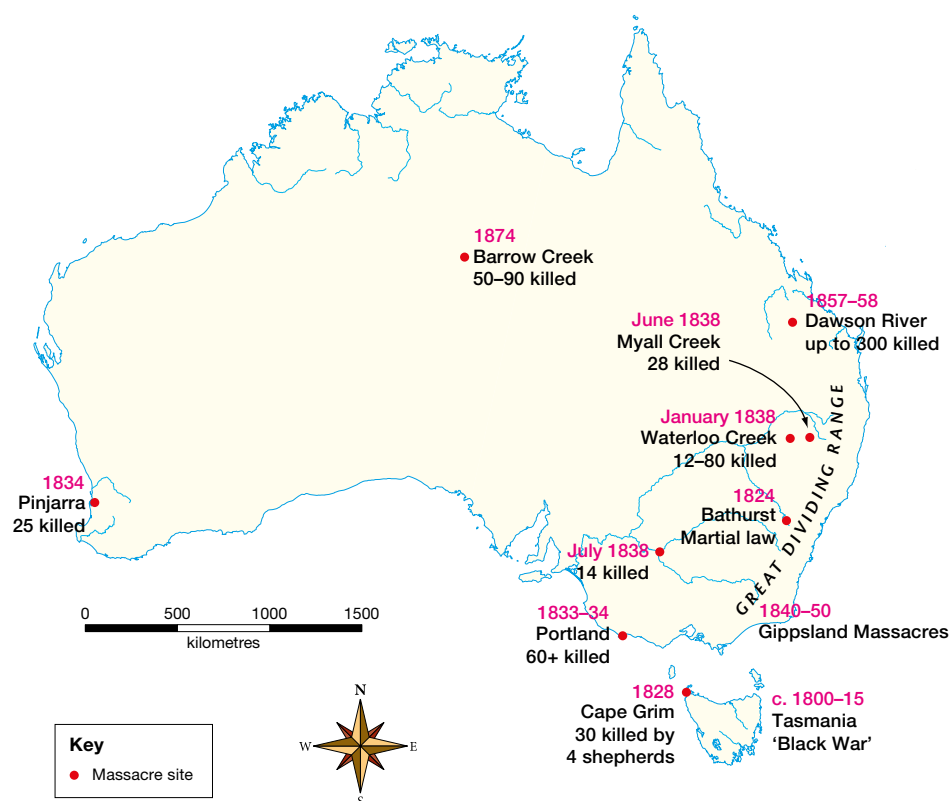 1874
Barrow Creek
50–90 killed
1857–58
Dawson River
up to 300 killed
June 1838
Myall Creek
28 killed
January 1838
Waterloo Creek
12–80 killed
GREAT DIVIDING RANGE
1834
Pinjarra
25 killed
1824
Bathurst
Martial law
July 1838
14 killed
1833–34
Portland
60+ killed
1840–50
Gippsland Massacres
1828
Cape Grim
30 killed by
4 shepherds
c. 1800–15
Tasmania
‘Black War’
0 500 1000 1500
kilometres
N
W E
S
Key
Massacre site